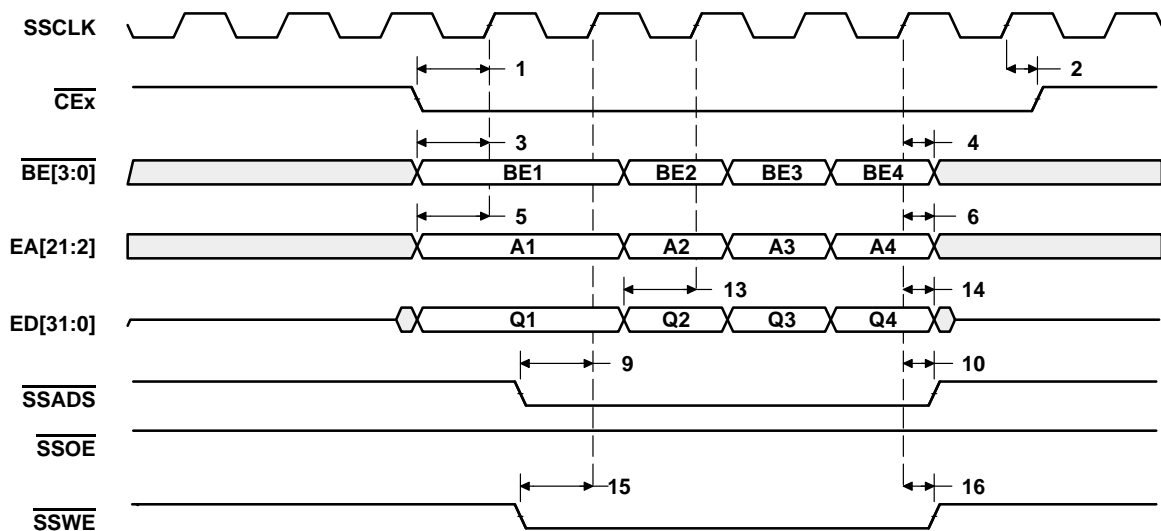 SSCLK
1
2
CEx
3
4
BE[3:0]
BE1
BE2
BE3
BE4
5
6
EA[21:2]
A1
A2
A3
A4
13
14
ED[31:0]
Q1
Q2
Q3
Q4
9
10
SSADS
SSOE
15
16
SSWE